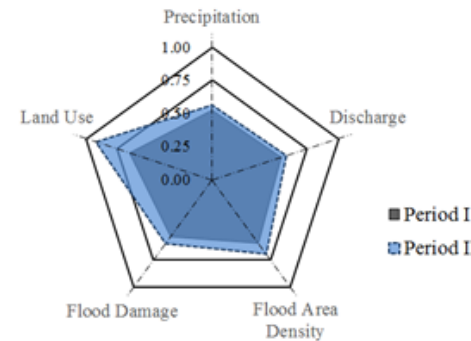 Precipitation
1.00
0.75
0.50
0.25
0.00
Land Use
Discharge
Period I
Period I
Flood Damage
Flood Area
Density